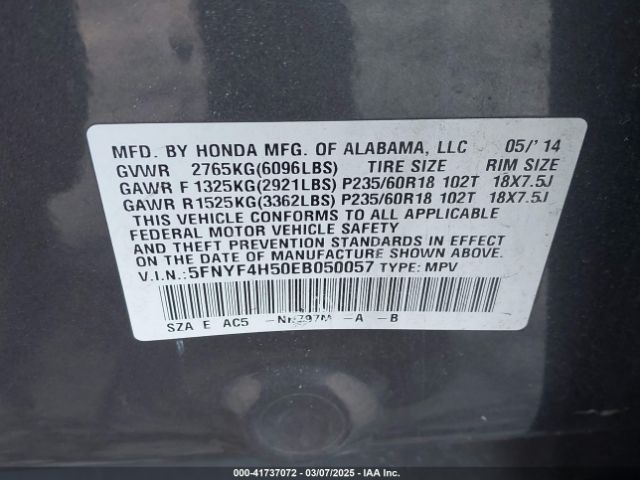 MFD. BY HONDA MFG. OF ALABAMA, LLC 05/'14
GVWR 2765KG(6096LBS) TIRE SIZE RIM SIZE
GAWR F 1325KG(2921LBS) P235/60R18 102T 18X7.5J
GAWR R 1525KG(3362LBS) P235/60R18 102T 18X7.5J
THIS VEHICLE CONFORMS TO ALL APPLICABLE
FEDERAL MOTOR VEHICLE SAFETY
AND THEFT PREVENTION STANDARDS IN EFFECT
ON THE DATE OF MANUFACTURE SHOWN ABOVE.
V.I.N.: 5FNYF4H50EB050057 TYPE: MPV
SZA E AC5 -NH797M -A -B
000-41737072 — 03/07/2025 — IAA Inc.